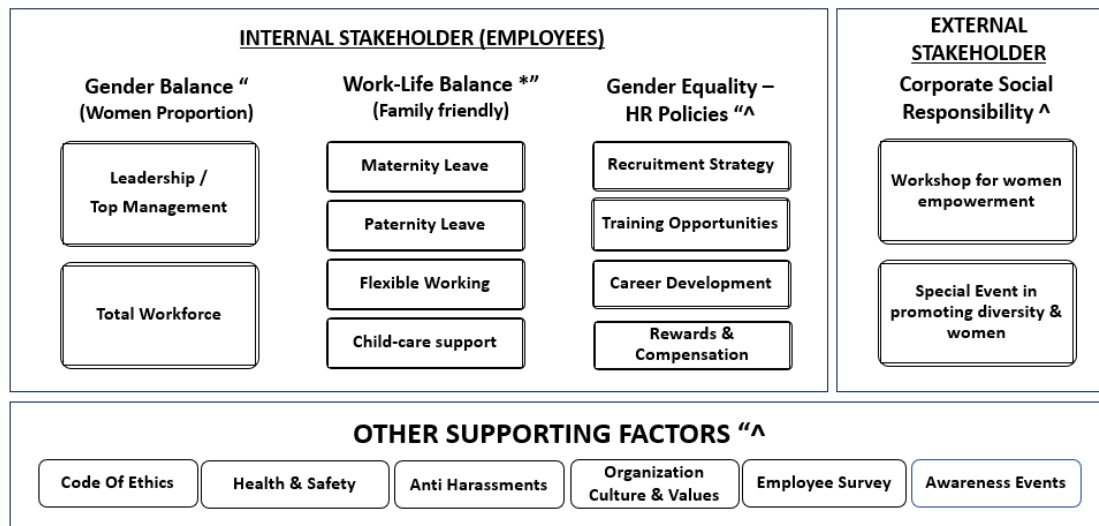 INTERNAL STAKEHOLDER (EMPLOYEES)
Gender Balance “
(Women Proportion)
Leadership /
Top Management
Total Workforce
Work-Life Balance *”
(Family friendly)
Maternity Leave
Paternity Leave
Flexible Working
Child-care support
Gender Equality –
HR Policies “^
Recruitment Strategy
Training Opportunities
Career Development
Rewards &
Compensation
EXTERNAL
STAKEHOLDER
Corporate Social
Responsibility ^
Workshop for women
empowerment
Special Event in
promoting diversity &
women
OTHER SUPPORTING FACTORS “^
Code Of Ethics
Health & Safety
Anti Harassments
Organization
Culture & Values
Employee Survey
Awareness Events